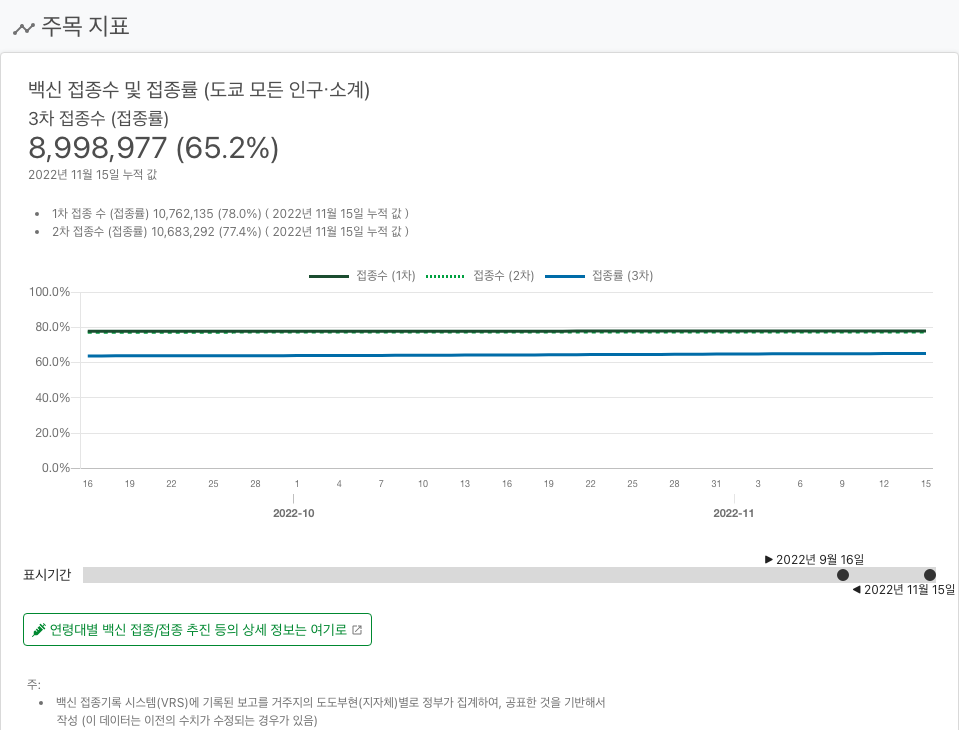 주목 지표
백신 접종수 및 접종률 (도쿄 모든 인구·소계)
3차 접종수 (접종률)
8,998,977 (65.2%)
2022년 11월 15일 누적 값
• 1차 접종 수 (접종률) 10,762,135 (78.0%) ( 2022년 11월 15일 누적 값 )
• 2차 접종수 (접종률) 10,683,292 (77.4%) ( 2022년 11월 15일 누적 값 )
접종수 (1차) 접종수 (2차) 접종률 (3차)
100.0%
80.0%
60.0%
40.0%
20.0%
0.0%
16 19 22 25 28 1 4 7 10 13 16 19 22 25 28 31 3 6 9 12 15
2022-10 2022-11
▶ 2022년 9월 16일
표시기간
◀ 2022년 11월 15일
연령대별 백신 접종/접종 추진 등의 상세 정보는 여기로
주:
• 백신 접종기록 시스템(VRS)에 기록된 보고를 거주지의 도도부현(지자체)별로 정부가 집계하여, 공표한 것을 기반해서
작성 (이 데이터는 이전의 수치가 수정되는 경우가 있음)